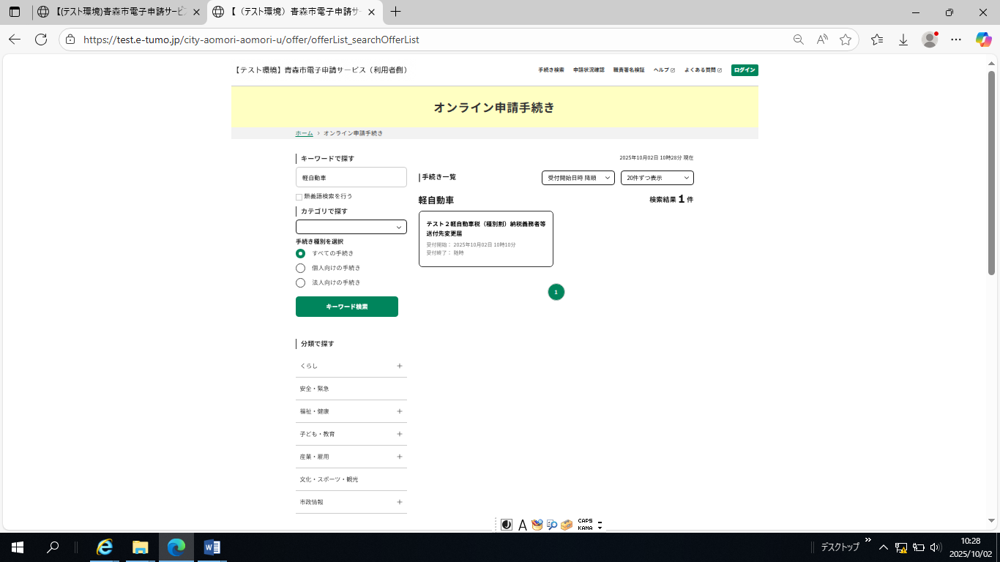 【(テスト環境)青森市電子申請サービス
【（テスト環境）青森市電子申請サー
https://test.e-tumo.jp/city-aomori-aomori-u/offer/offerList_searchOfferList
【テスト環境】青森市電子申請サービス（利用者側）
手続き検索 申請状況確認 職責署名検証 ヘルプ よくある質問 ログイン
オンライン申請手続き
ホーム > オンライン申請手続き
キーワードで探す
軽自動車
類義語検索を行う
カテゴリで探す
手続き種別を選択
すべての手続き
個人向けの手続き
法人向けの手続き
キーワード検索
分類で探す
くらし
安全・緊急
福祉・健康
子ども・教育
産業・雇用
文化・スポーツ・観光
市政情報
2025年10月02日 10時28分 現在
手続き一覧
受付開始日時 降順
20件ずつ表示
軽自動車
検索結果 1 件
テスト２軽自動車税（種別割）納税義務者等
送付先変更届
受付開始： 2025年10月02日 10時10分
受付終了： 随時
1
A
CAPS
KANA
デスクトップ
10:28
2025/10/02